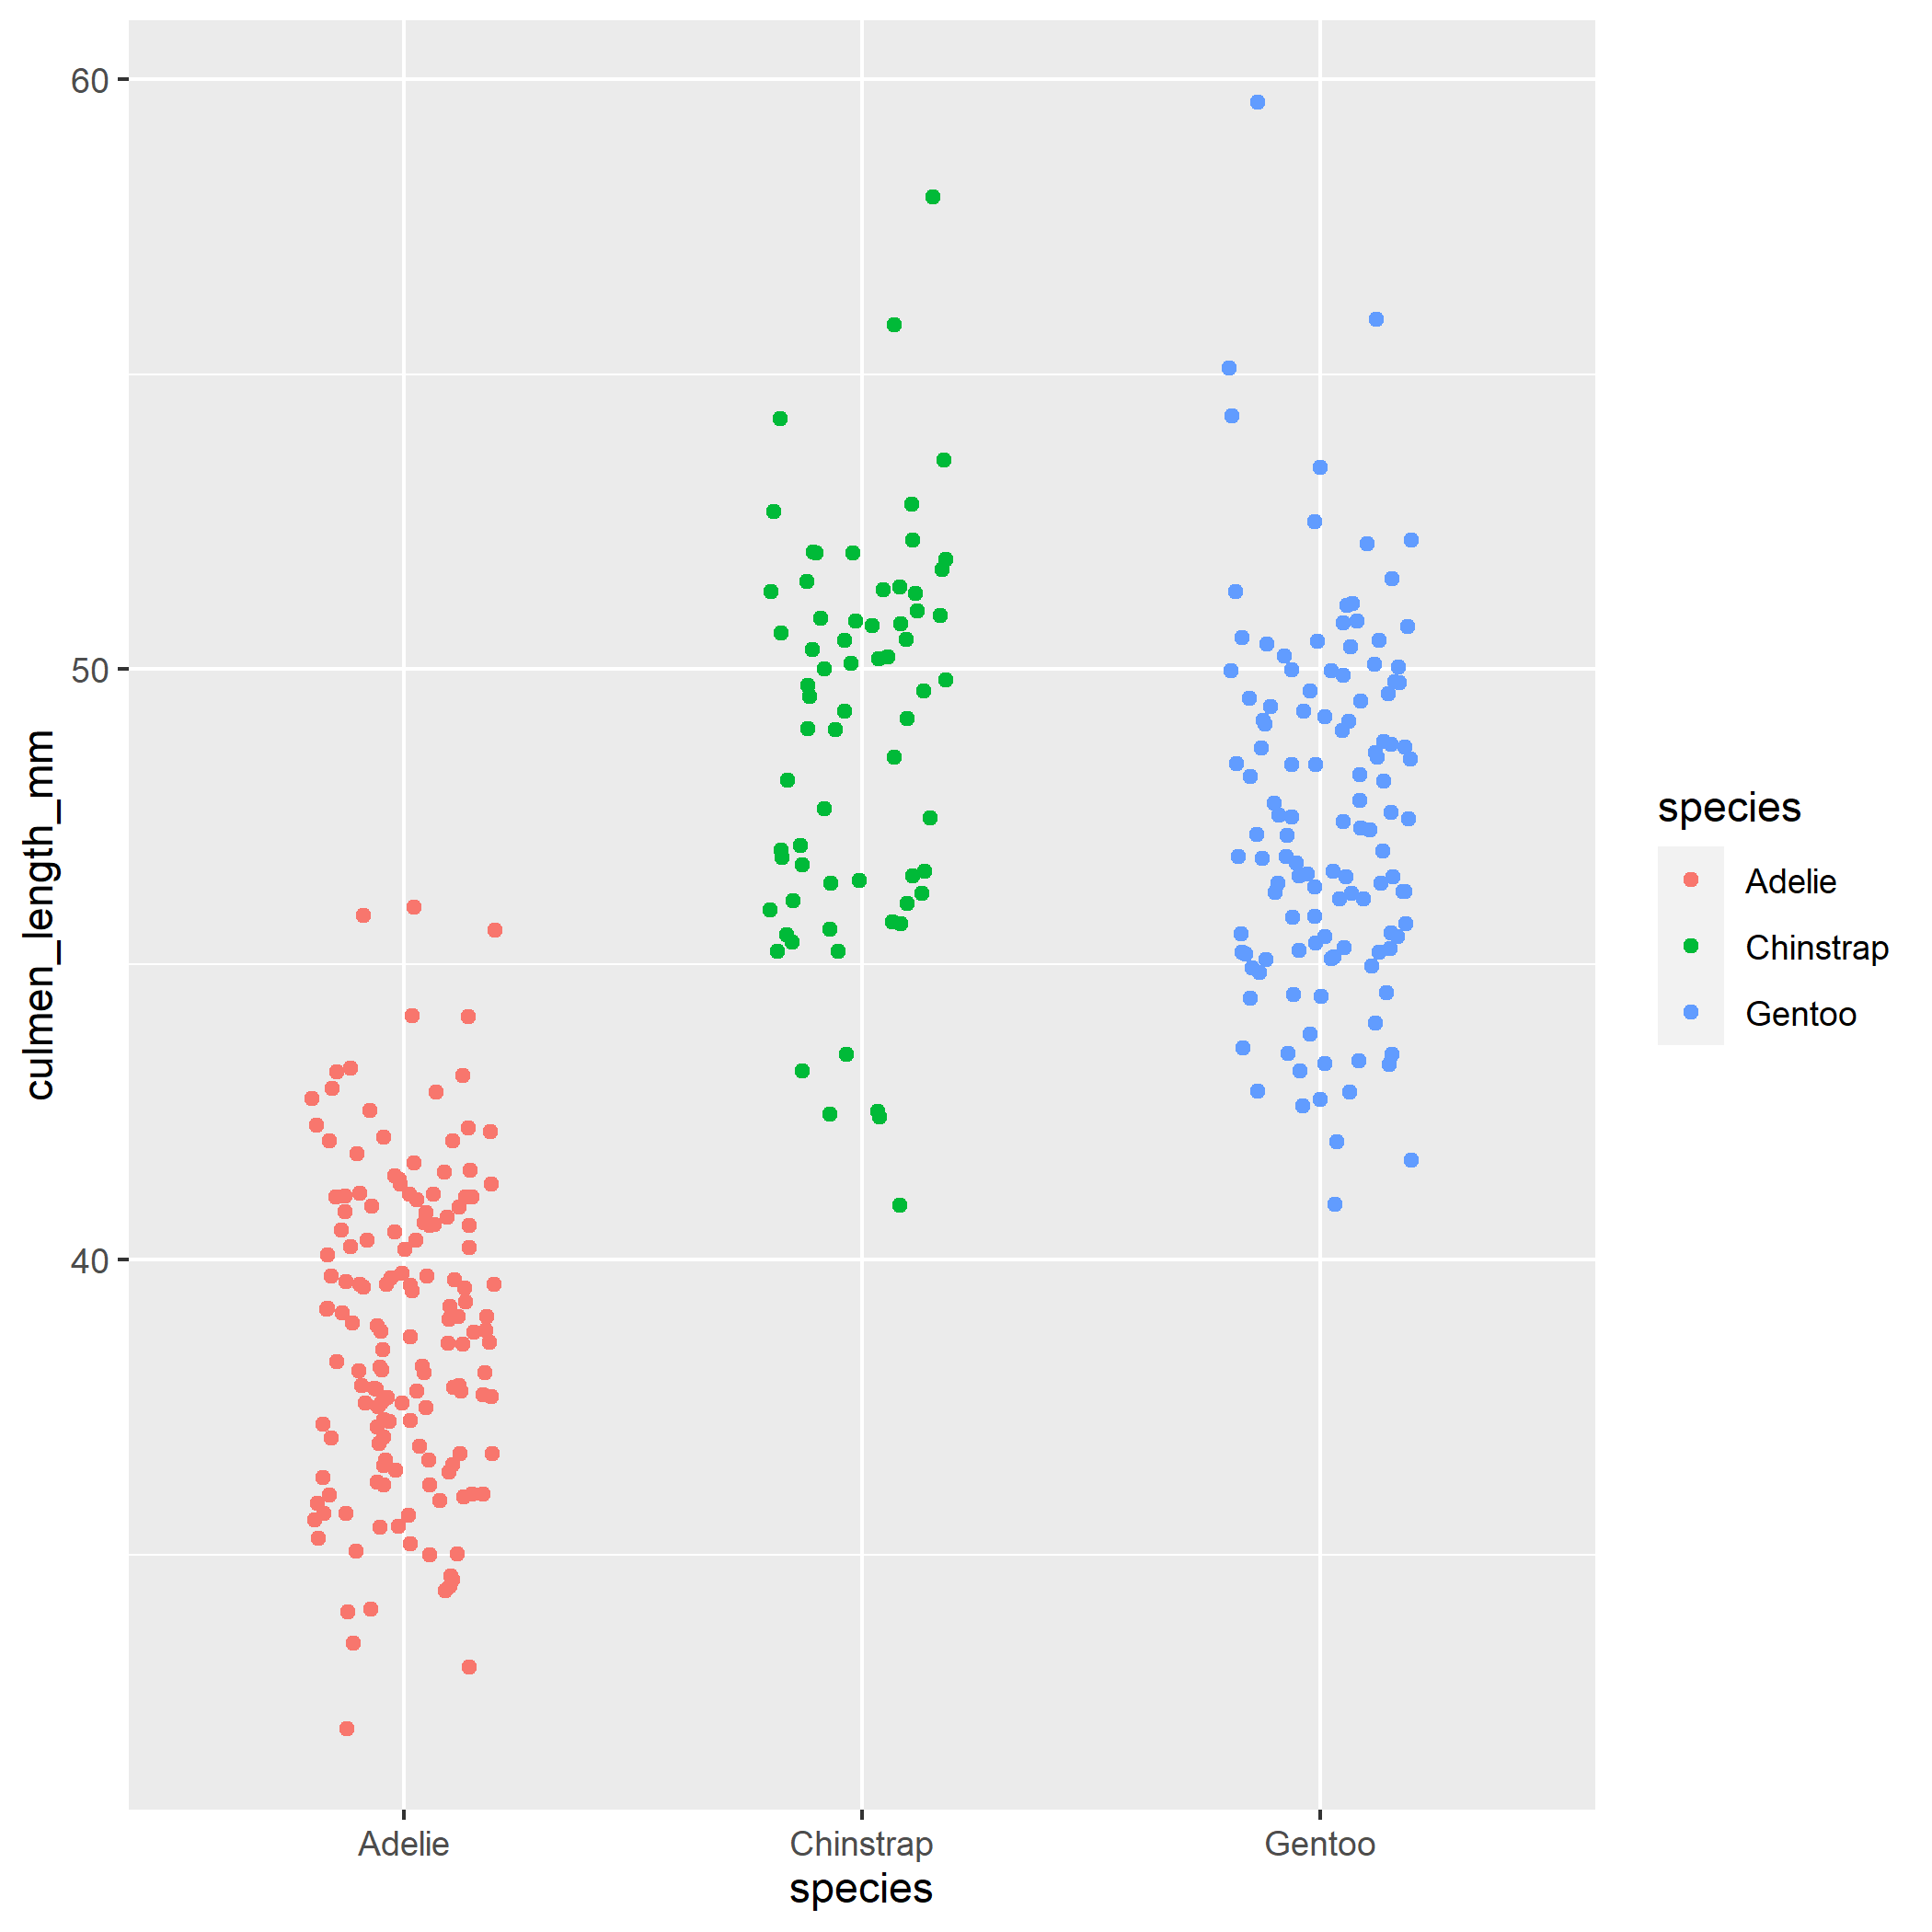 60
50
40
culmen_length_mm
Adelie
Chinstrap
Gentoo
species
species
Adelie
Chinstrap
Gentoo